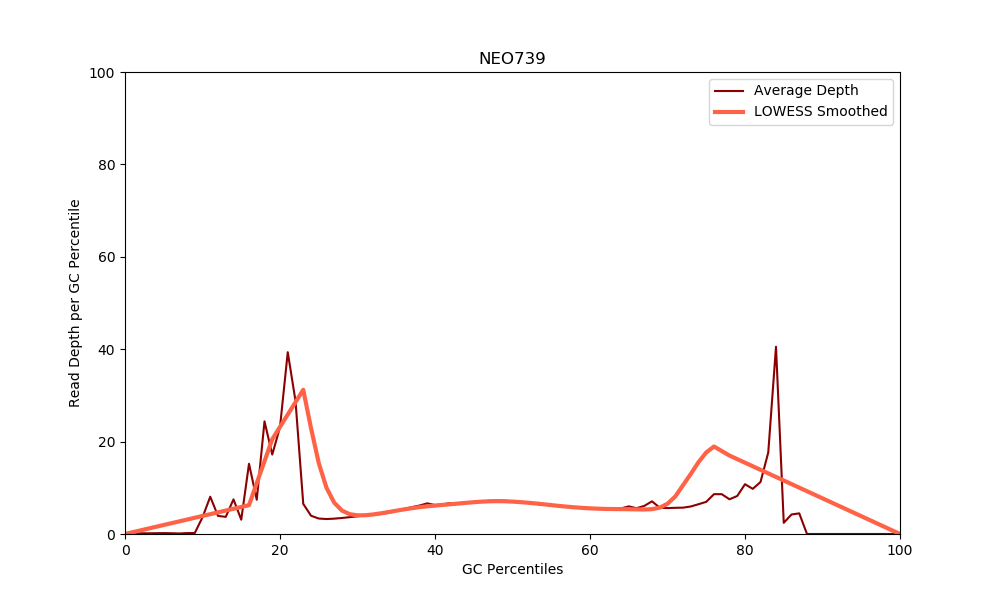 NEO739
Average Depth
LOWESS Smoothed
100
80
60
40
20
0
Read Depth per GC Percentile
0 20 40 60 80 100
GC Percentiles